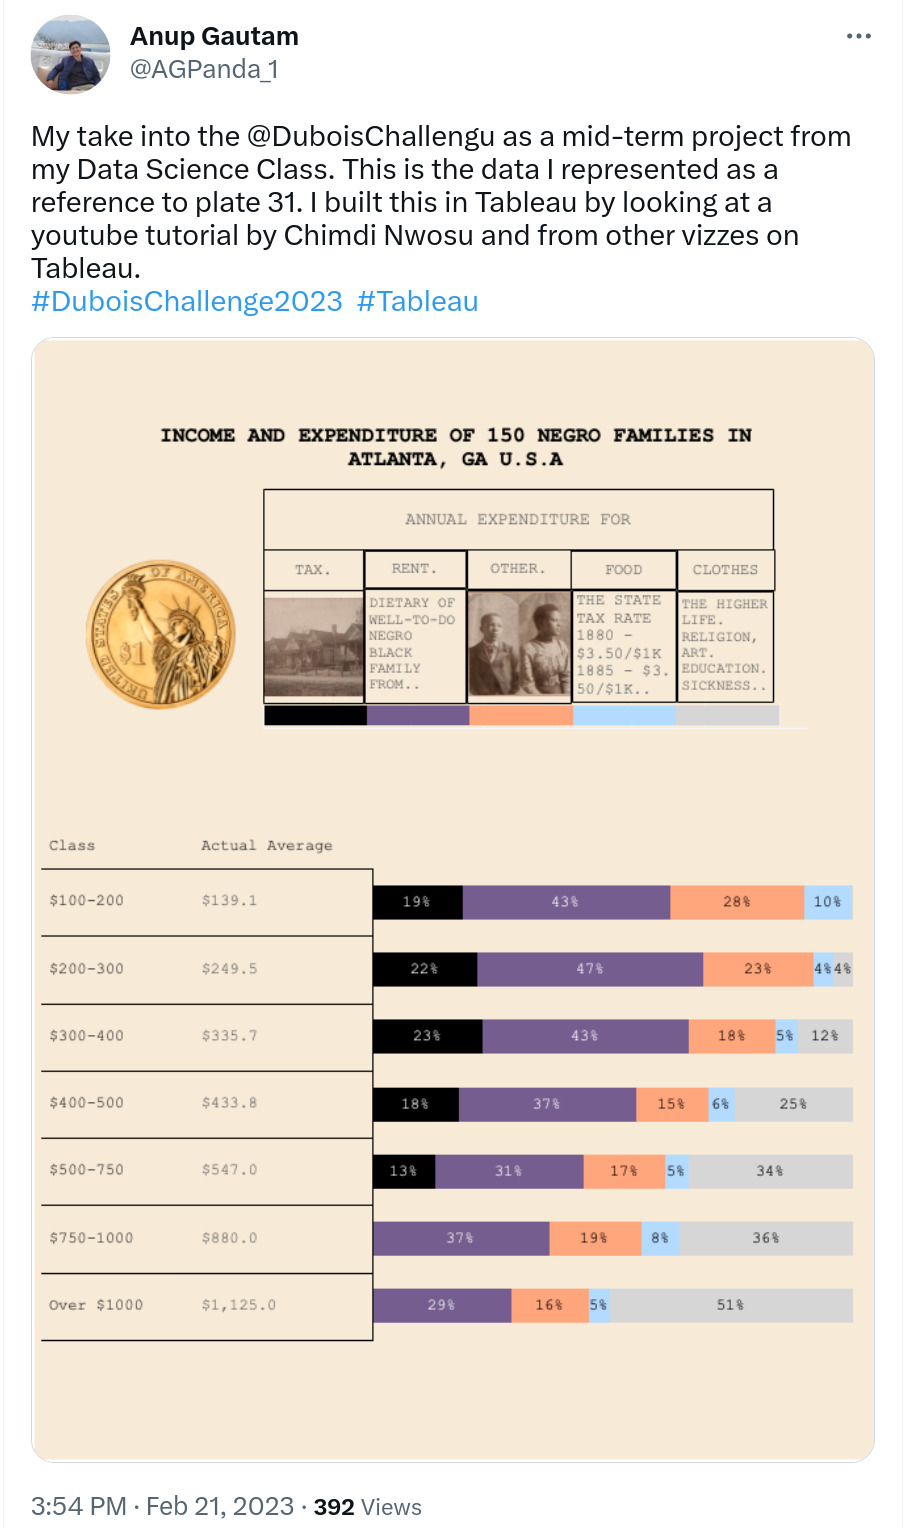 Anup Gautam
@AGPanda_1
My take into the @DuboisChallengu as a mid-term project from
my Data Science Class. This is the data I represented as a
reference to plate 31. I built this in Tableau by looking at a
youtube tutorial by Chimdi Nwosu and from other vizzes on
Tableau.
#DuboisChallenge2023 #Tableau
INCOME AND EXPENDITURE OF 150 NEGRO FAMILIES IN
ATLANTA, GA U.S.A
ANNUAL EXPENDITURE FOR
TAX. RENT. OTHER. FOOD CLOTHES
UNITED STATES OF AMERICA
$1
DIETARY OF
WELL-TO-DO
NEGRO
BLACK
FAMILY
FROM..
THE STATE
TAX RATE
1880 -
$3.50/$1K
1885 - $3.
50/$1K..
THE HIGHER
LIFE.
RELIGION,
ART.
EDUCATION.
SICKNESS..
Class Actual Average
$100-200 $139.1 19% 43% 28% 10%
$200-300 $249.5 22% 47% 23% 4% 4%
$300-400 $335.7 23% 43% 18% 5% 12%
$400-500 $433.8 18% 37% 15% 6% 25%
$500-750 $547.0 13% 31% 17% 5% 34%
$750-1000 $880.0 37% 19% 8% 36%
Over $1000 $1,125.0 29% 16% 5% 51%
3:54 PM · Feb 21, 2023 · 392 Views